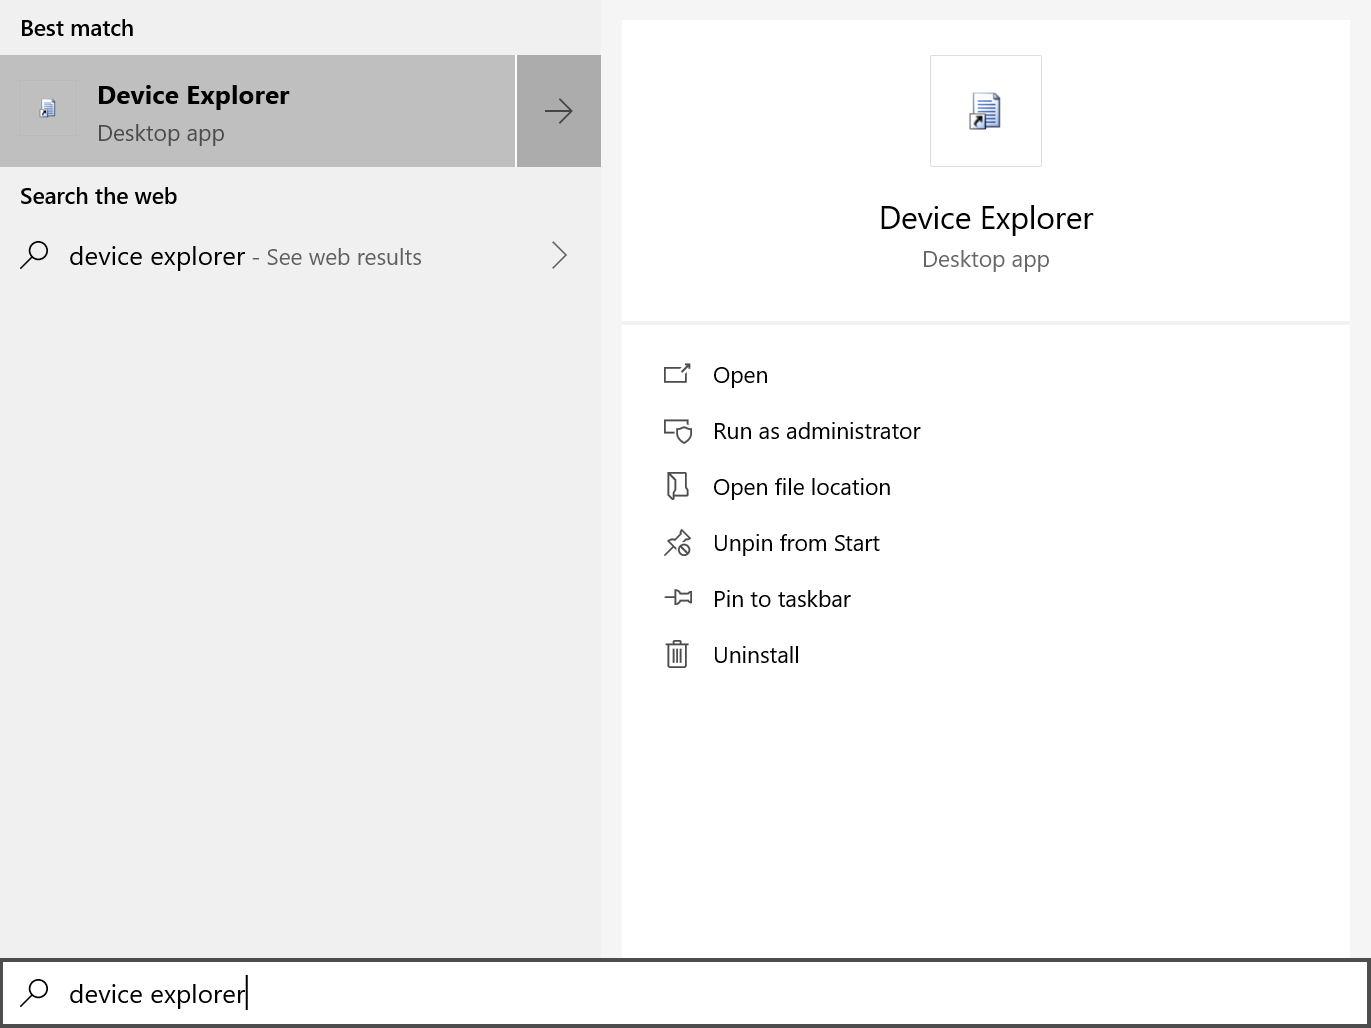 Best match
Device Explorer
Desktop app
Search the web
device explorer - See web results
Device Explorer
Desktop app
Open
Run as administrator
Open file location
Unpin from Start
Pin to taskbar
Uninstall
device explorer